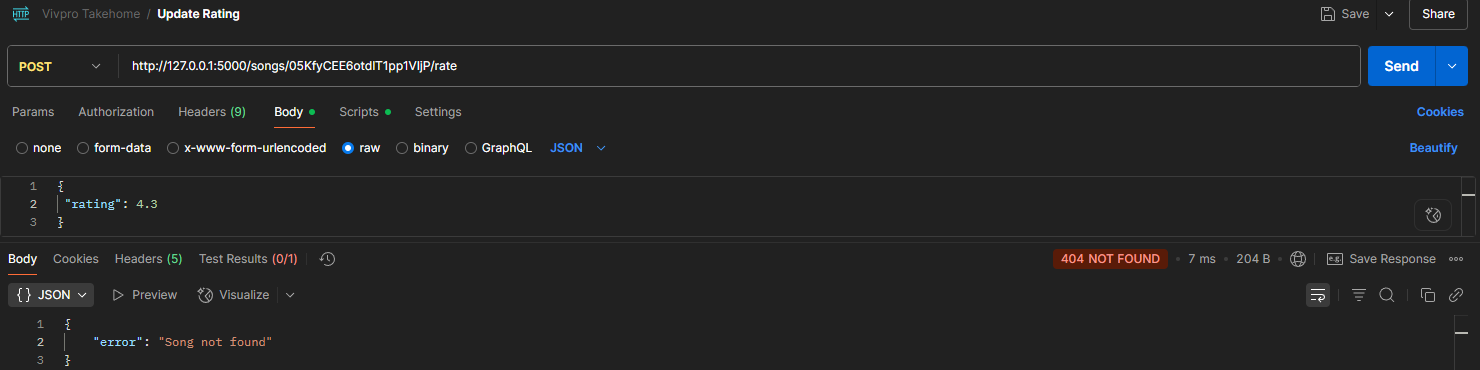 HTTP Vivpro Takehome / Update Rating Save Share
POST http://127.0.0.1:5000/songs/05KfyCEE6otdlT1pp1VIjP/rate Send
Params Authorization Headers (9) Body Scripts Settings Cookies
none form-data x-www-form-urlencoded raw binary GraphQL JSON Beautify
1 {
2 "rating": 4.3
3 }
Body Cookies Headers (5) Test Results (0/1) 404 NOT FOUND 7 ms 204 B e.g. Save Response
{} JSON Preview Visualize
1 {
2 "error": "Song not found"
3 }